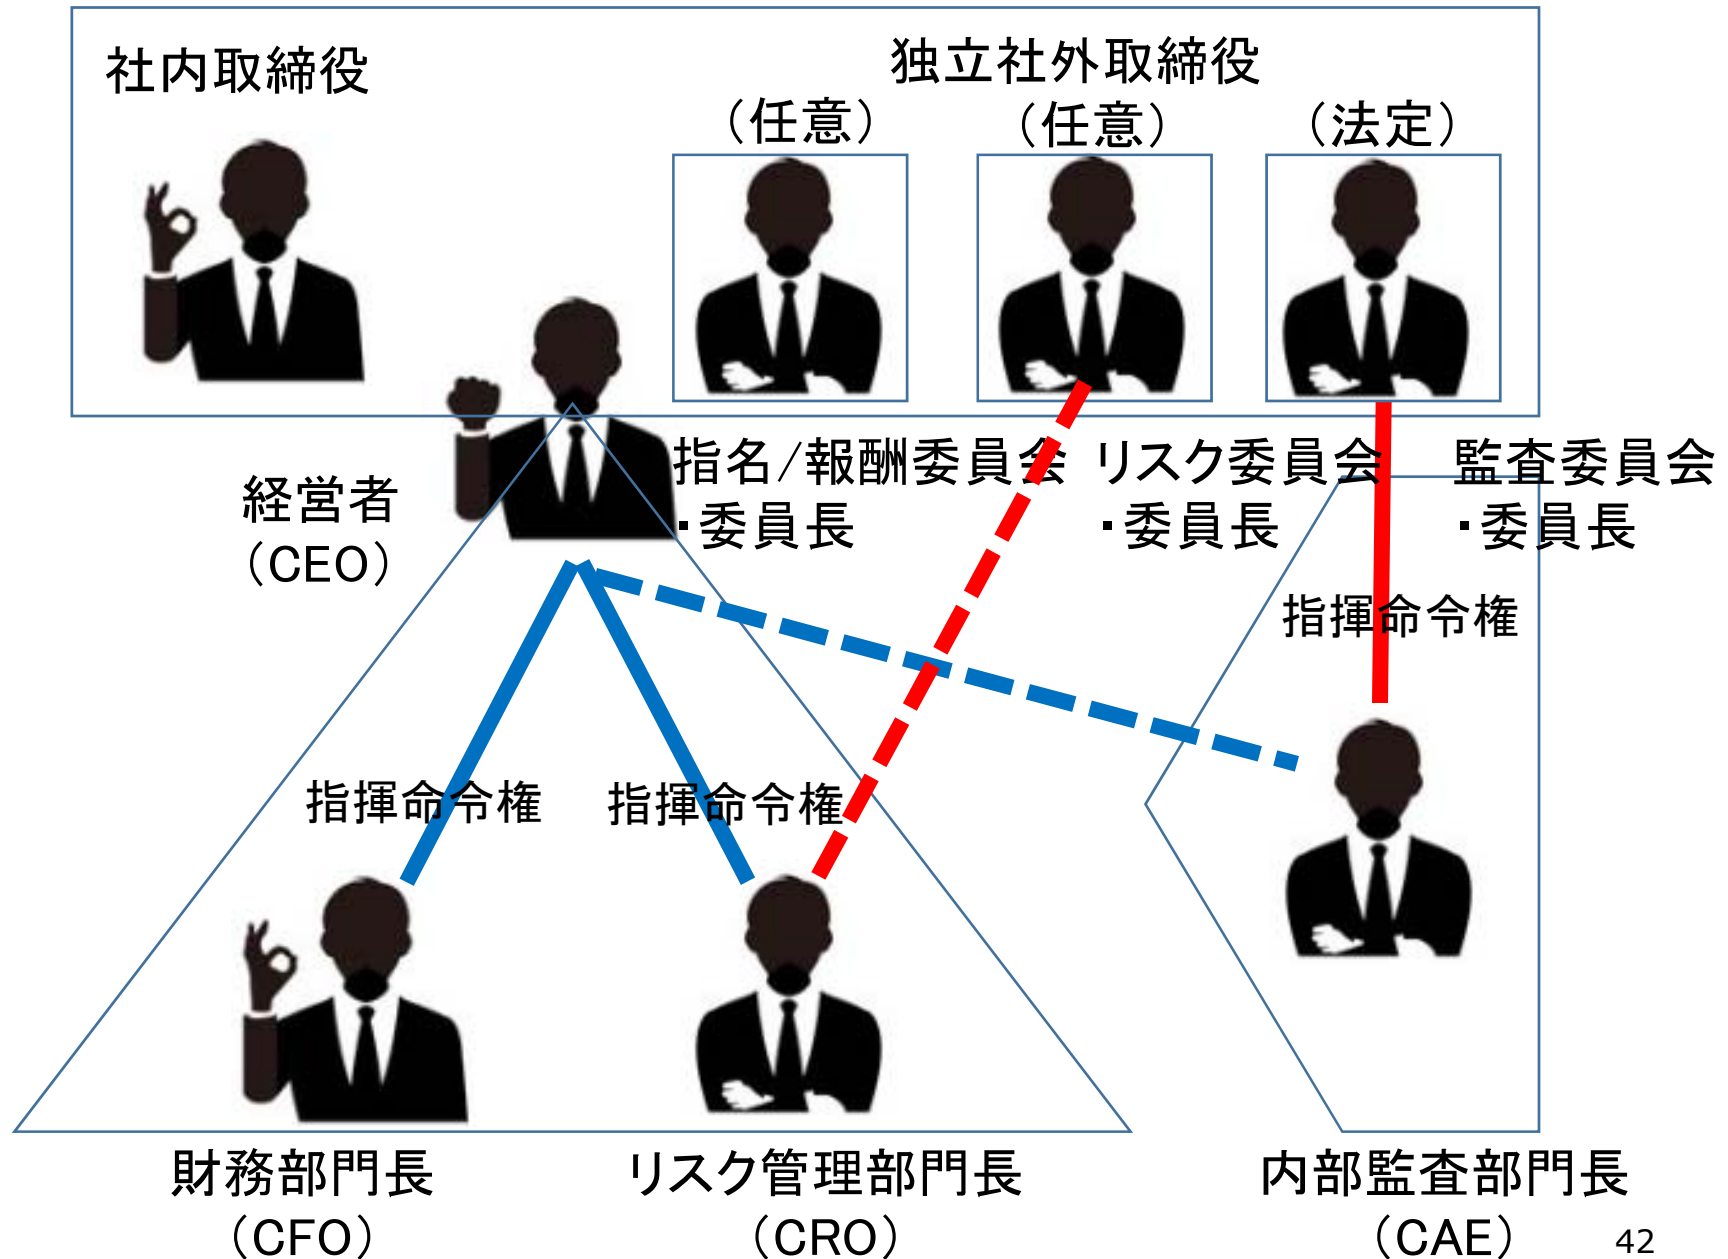 社内取締役
独立社外取締役
（任意）
（任意）
（法定）
経営者
（CEO）
指名/報酬委員会
・委員長
リスク委員会
・委員長
監査委員会
・委員長
指揮命令権
指揮命令権
指揮命令権
財務部門長
（CFO）
リスク管理部門長
（CRO）
内部監査部門長
（CAE）
42